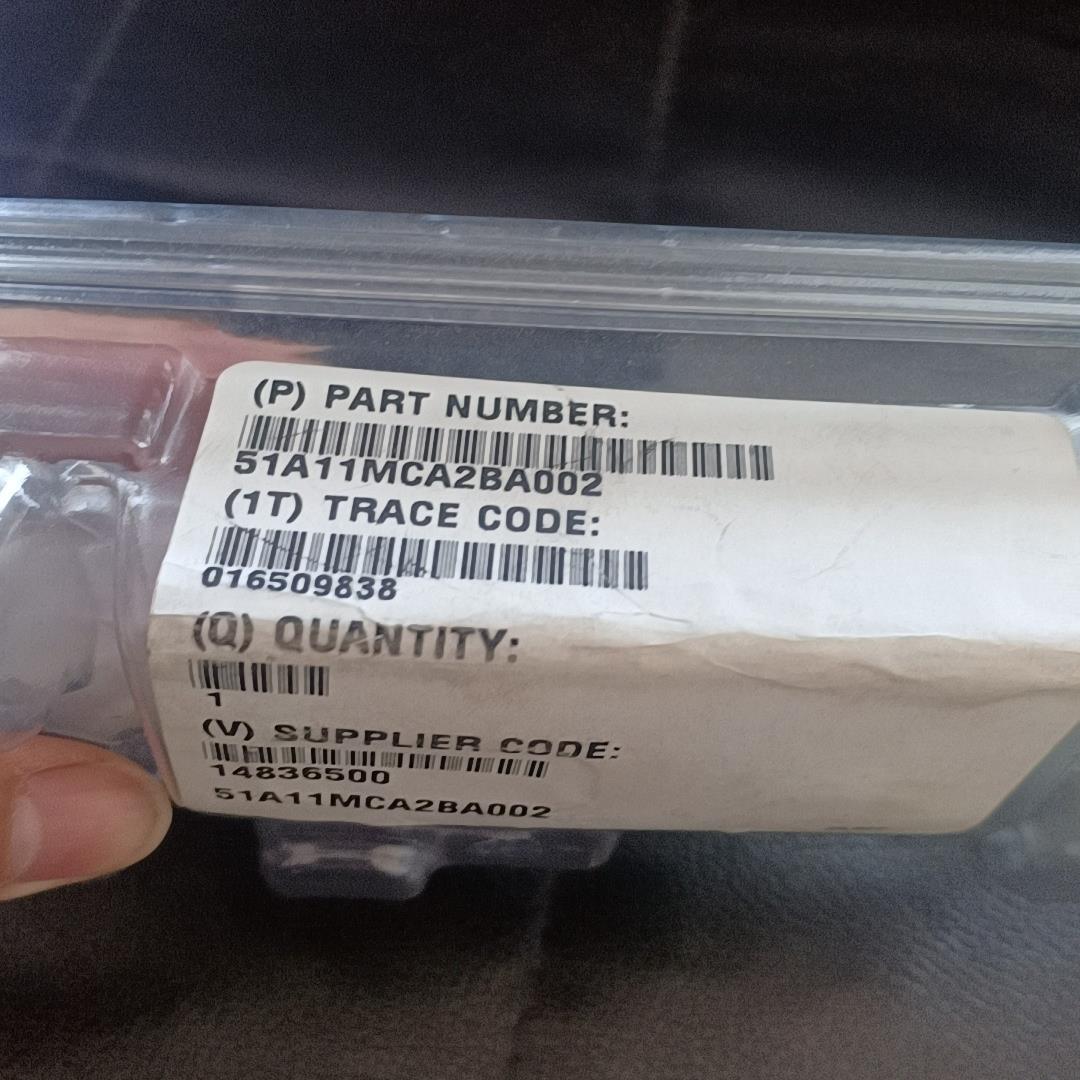 (P) PART NUMBER:
51A11MCA2BA002
(1T) TRACE CODE:
016509838
(Q) QUANTITY:
1
(V) SUPPLIER CODE:
14836500
51A11MCA2BA002